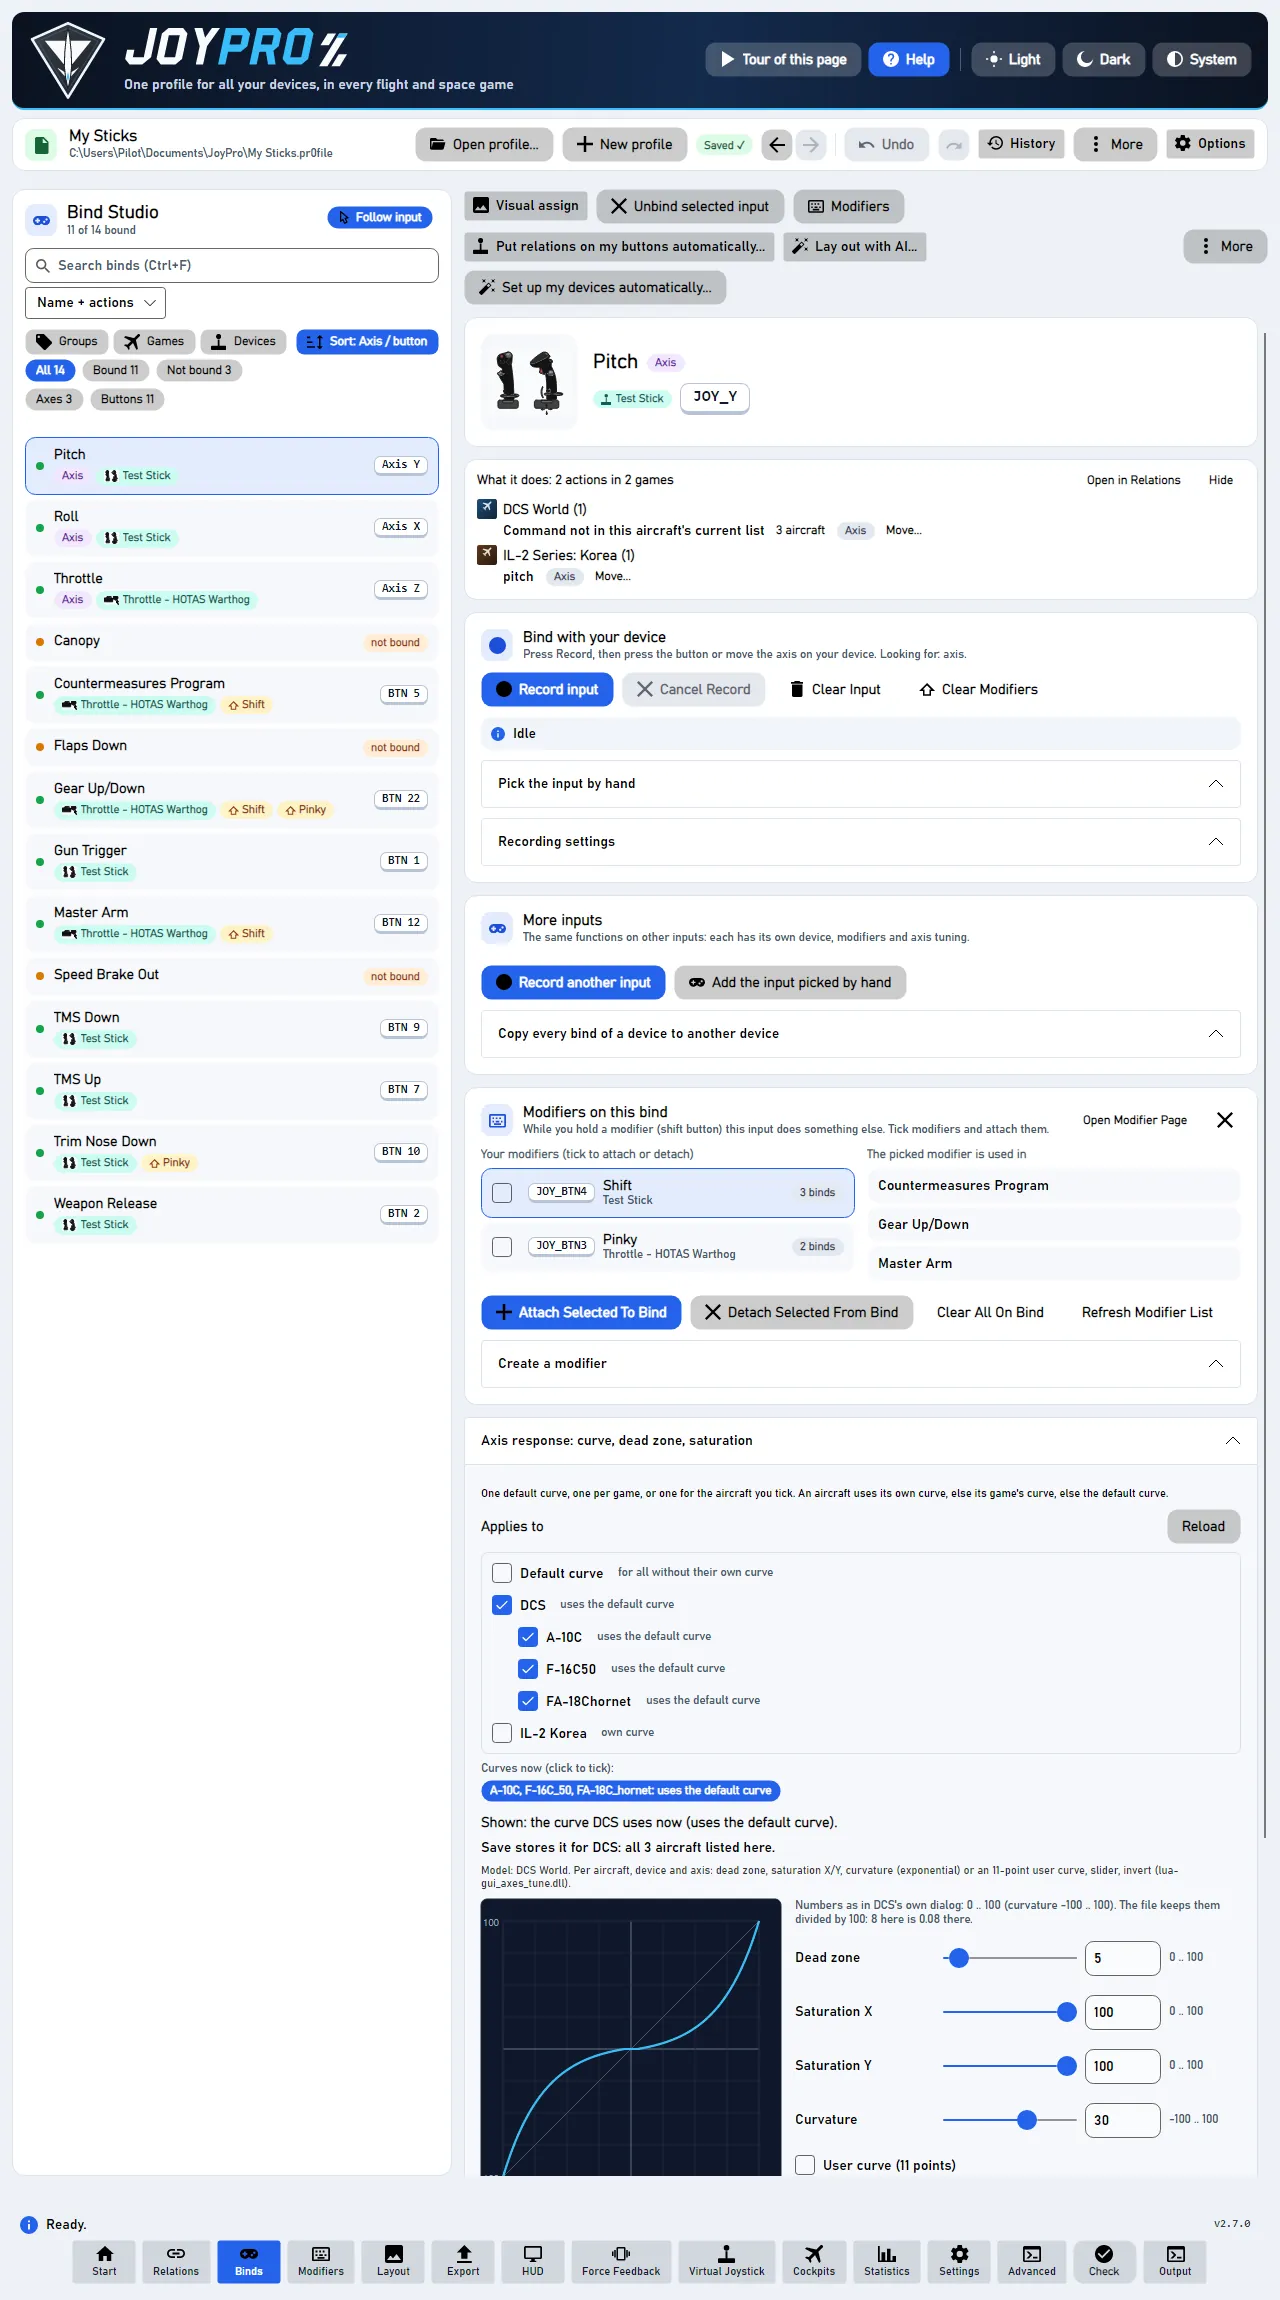 JOYPRO
One profile for all your devices, in every flight and space game
Tour of this page
Help
Light
Dark
System
My Sticks
C:\Users\Pilot\Documents\JoyPro\My Sticks.pr0file
Open profile...
New profile
Saved ✓
Undo
History
More
Options
Bind Studio
11 of 14 bound
Follow input
Search binds (Ctrl+F)
Name + actions
Groups
Games
Devices
Sort: Axis / button
All 14
Bound 11
Not bound 3
Axes 3
Buttons 11
Pitch
Axis
Test Stick
Axis Y
Roll
Axis
Test Stick
Axis X
Throttle
Axis
Throttle - HOTAS Warthog
Axis Z
Canopy
not bound
Countermeasures Program
Throttle - HOTAS Warthog
Shift
BTN 5
Flaps Down
not bound
Gear Up/Down
Throttle - HOTAS Warthog
Shift
Pinky
BTN 22
Gun Trigger
Test Stick
BTN 1
Master Arm
Throttle - HOTAS Warthog
Shift
BTN 12
Speed Brake Out
not bound
TMS Down
Test Stick
BTN 9
TMS Up
Test Stick
BTN 7
Trim Nose Down
Test Stick
Pinky
BTN 10
Weapon Release
Test Stick
BTN 2
Visual assign
Unbind selected input
Modifiers
Put relations on my buttons automatically...
Lay out with AI...
More
Set up my devices automatically...
Pitch
Axis
Test Stick
JOY_Y
What it does: 2 actions in 2 games
Open in Relations
Hide
DCS World (1)
Command not in this aircraft's current list
3 aircraft
Axis
Move...
IL-2 Series: Korea (1)
pitch
Axis
Move...
Bind with your device
Press Record, then press the button or move the axis on your device. Looking for: axis.
Record input
Cancel Record
Clear Input
Clear Modifiers
Idle
Pick the input by hand
Recording settings
More inputs
The same functions on other inputs: each has its own device, modifiers and axis tuning.
Record another input
Add the input picked by hand
Copy every bind of a device to another device
Modifiers on this bind
While you hold a modifier (shift button) this input does something else. Tick modifiers and attach them.
Open Modifier Page
Your modifiers (tick to attach or detach)
The picked modifier is used in
JOY_BTN4
Shift
Test Stick
3 binds
JOY_BTN3
Pinky
Throttle - HOTAS Warthog
2 binds
Countermeasures Program
Gear Up/Down
Master Arm
Attach Selected To Bind
Detach Selected From Bind
Clear All On Bind
Refresh Modifier List
Create a modifier
Axis response: curve, dead zone, saturation
One default curve, one per game, or one for the aircraft you tick. An aircraft uses its own curve, else its game's curve, else the default curve.
Applies to
Reload
Default curve
for all without their own curve
DCS
uses the default curve
A-10C
uses the default curve
F-16C50
uses the default curve
FA-18Chornet
uses the default curve
IL-2 Korea
own curve
Curves now (click to tick):
A-10C, F-16C_50, FA-18C_hornet: uses the default curve
Shown: the curve DCS uses now (uses the default curve).
Save stores it for DCS: all 3 aircraft listed here.
Model: DCS World. Per aircraft, device and axis: dead zone, saturation X/Y, curvature (exponential) or an 11-point user curve, slider, invert (lua-
gui_axes_tune.dll).
100
Numbers as in DCS's own dialog: 0 .. 100 (curvature -100 .. 100). The file keeps them
divided by 100: 8 here is 0.08 there.
Dead zone
5
0 .. 100
Saturation X
100
0 .. 100
Saturation Y
100
0 .. 100
Curvature
30
-100 .. 100
User curve (11 points)
Ready.
v2.7.0
Start
Relations
Binds
Modifiers
Layout
Export
HUD
Force Feedback
Virtual Joystick
Cockpits
Statistics
Settings
Advanced
Check
Output